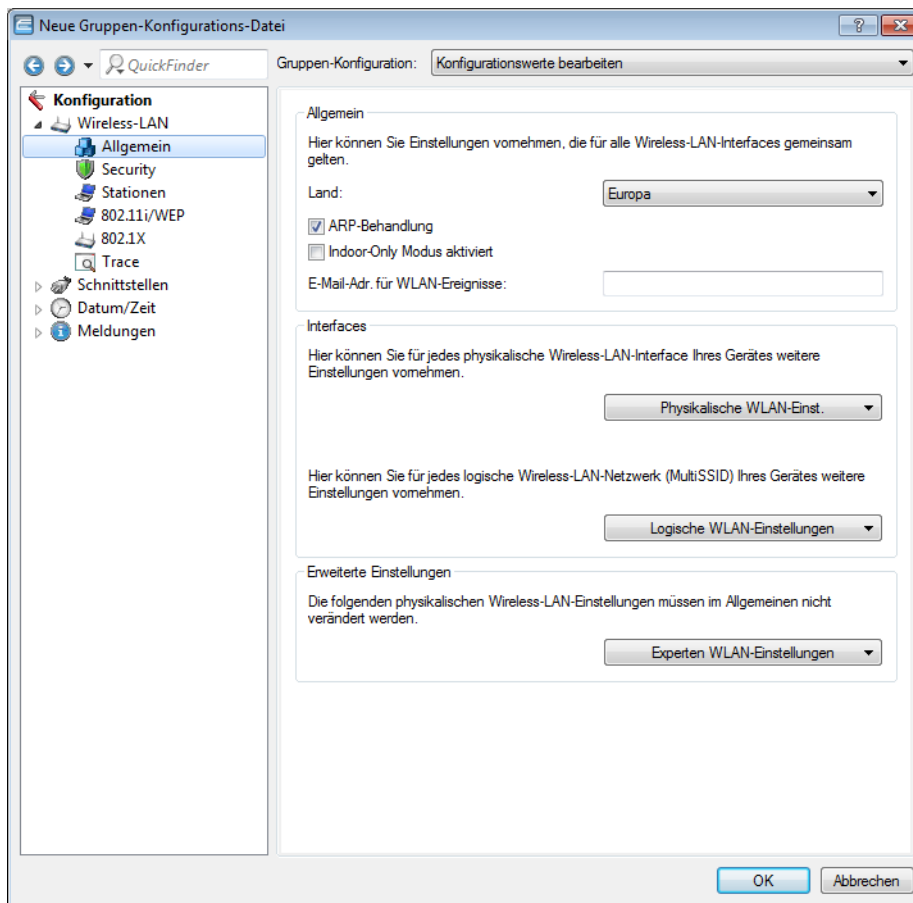 Neue Gruppen-Konfigurations-Datei
QuickFinder
Gruppen-Konfiguration:
Konfigurationswerte bearbeiten
Konfiguration
Wireless-LAN
Allgemein
Security
Stationen
802.11i/WEP
802.1X
Trace
Schnittstellen
Datum/Zeit
Meldungen
Allgemein
Hier können Sie Einstellungen vornehmen, die für alle Wireless-LAN-Interfaces gemeinsam
gelten.
Land:
Europa
ARP-Behandlung
Indoor-Only Modus aktiviert
E-Mail-Adr. für WLAN-Ereignisse:
Interfaces
Hier können Sie für jedes physikalische Wireless-LAN-Interface Ihres Gerätes weitere
Einstellungen vornehmen.
Physikalische WLAN-Einst.
Hier können Sie für jedes logische Wireless-LAN-Netzwerk (MultiSSID) Ihres Gerätes weitere
Einstellungen vornehmen.
Logische WLAN-Einstellungen
Erweiterte Einstellungen
Die folgenden physikalischen Wireless-LAN-Einstellungen müssen im Allgemeinen nicht
verändert werden.
Experten WLAN-Einstellungen
OK
Abbrechen